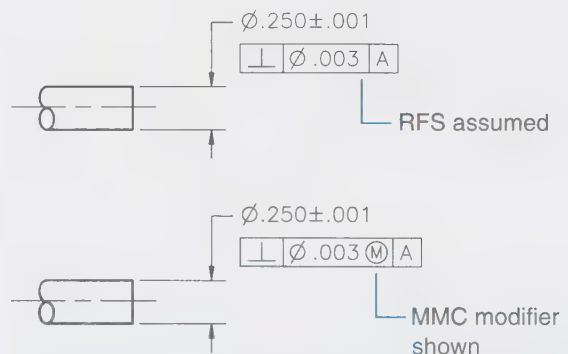 Ø.250±.001
⊥ Ø.003 A
RFS assumed
Ø.250±.001
⊥ Ø.003 Ⓜ A
MMC modifier
shown